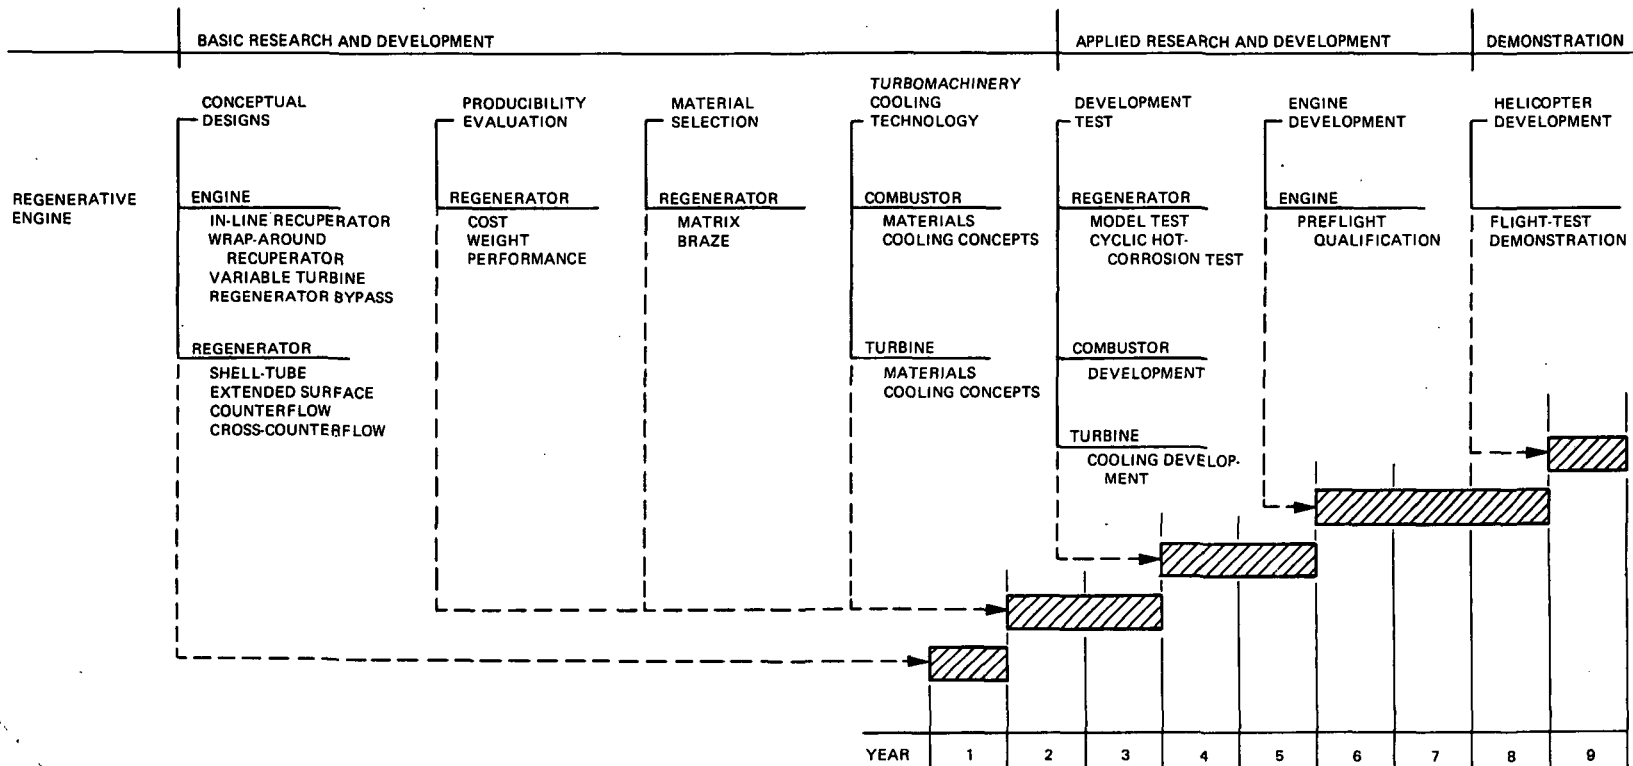 BASIC RESEARCH AND DEVELOPMENT
APPLIED RESEARCH AND DEVELOPMENT
DEMONSTRATION
CONCEPTUAL
DESIGNS
PRODUCIBILITY
EVALUATION
MATERIAL
SELECTION
TURBOMACHINERY
COOLING
TECHNOLOGY
DEVELOPMENT
TEST
ENGINE
DEVELOPMENT
HELICOPTER
DEVELOPMENT
REGENERATIVE
ENGINE
ENGINE
IN-LINE RECUPERATOR
WRAP-AROUND
RECUPERATOR
VARIABLE TURBINE
REGENERATOR BYPASS
REGENERATOR
SHELL-TUBE
EXTENDED SURFACE
COUNTERFLOW
CROSS-COUNTERFLOW
REGENERATOR
COST
WEIGHT
PERFORMANCE
REGENERATOR
MATRIX
BRAZE
COMBUSTOR
MATERIALS
COOLING CONCEPTS
TURBINE
MATERIALS
COOLING CONCEPTS
REGENERATOR
MODEL TEST
CYCLIC HOT-
CORROSION TEST
COMBUSTOR
DEVELOPMENT
TURBINE
COOLING DEVELOP-
MENT
ENGINE
PREFLIGHT
QUALIFICATION
FLIGHT-TEST
DEMONSTRATION
YEAR 1 2 3 4 5 6 7 8 9